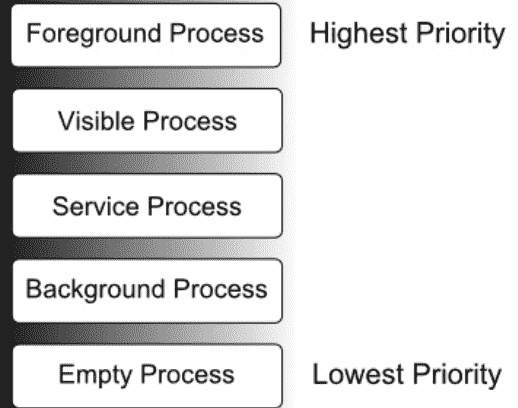 Foreground Process Highest Priority
Visible Process
Service Process
Background Process
Empty Process Lowest Priority